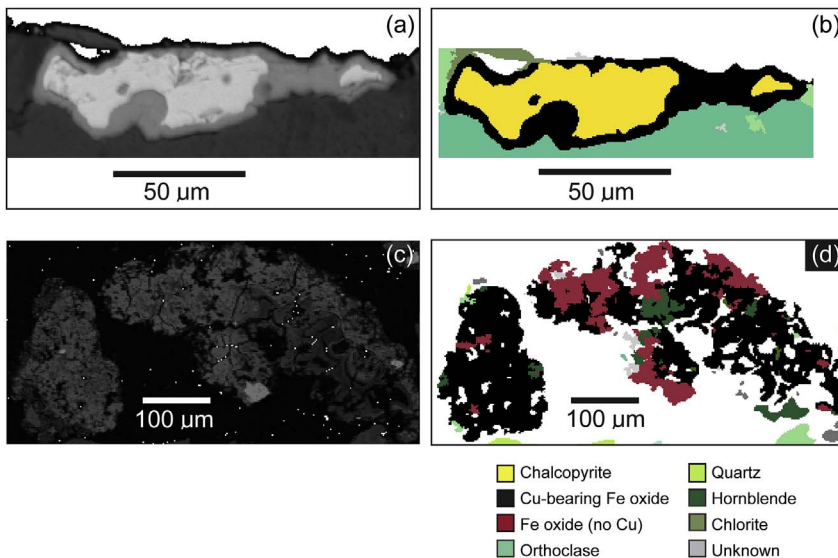 (a)
(b)
50 µm
50 µm
(c)
(d)
100 µm
100 µm
Chalcopyrite
Quartz
Cu-bearing Fe oxide
Hornblende
Fe oxide (no Cu)
Chlorite
Orthoclase
Unknown